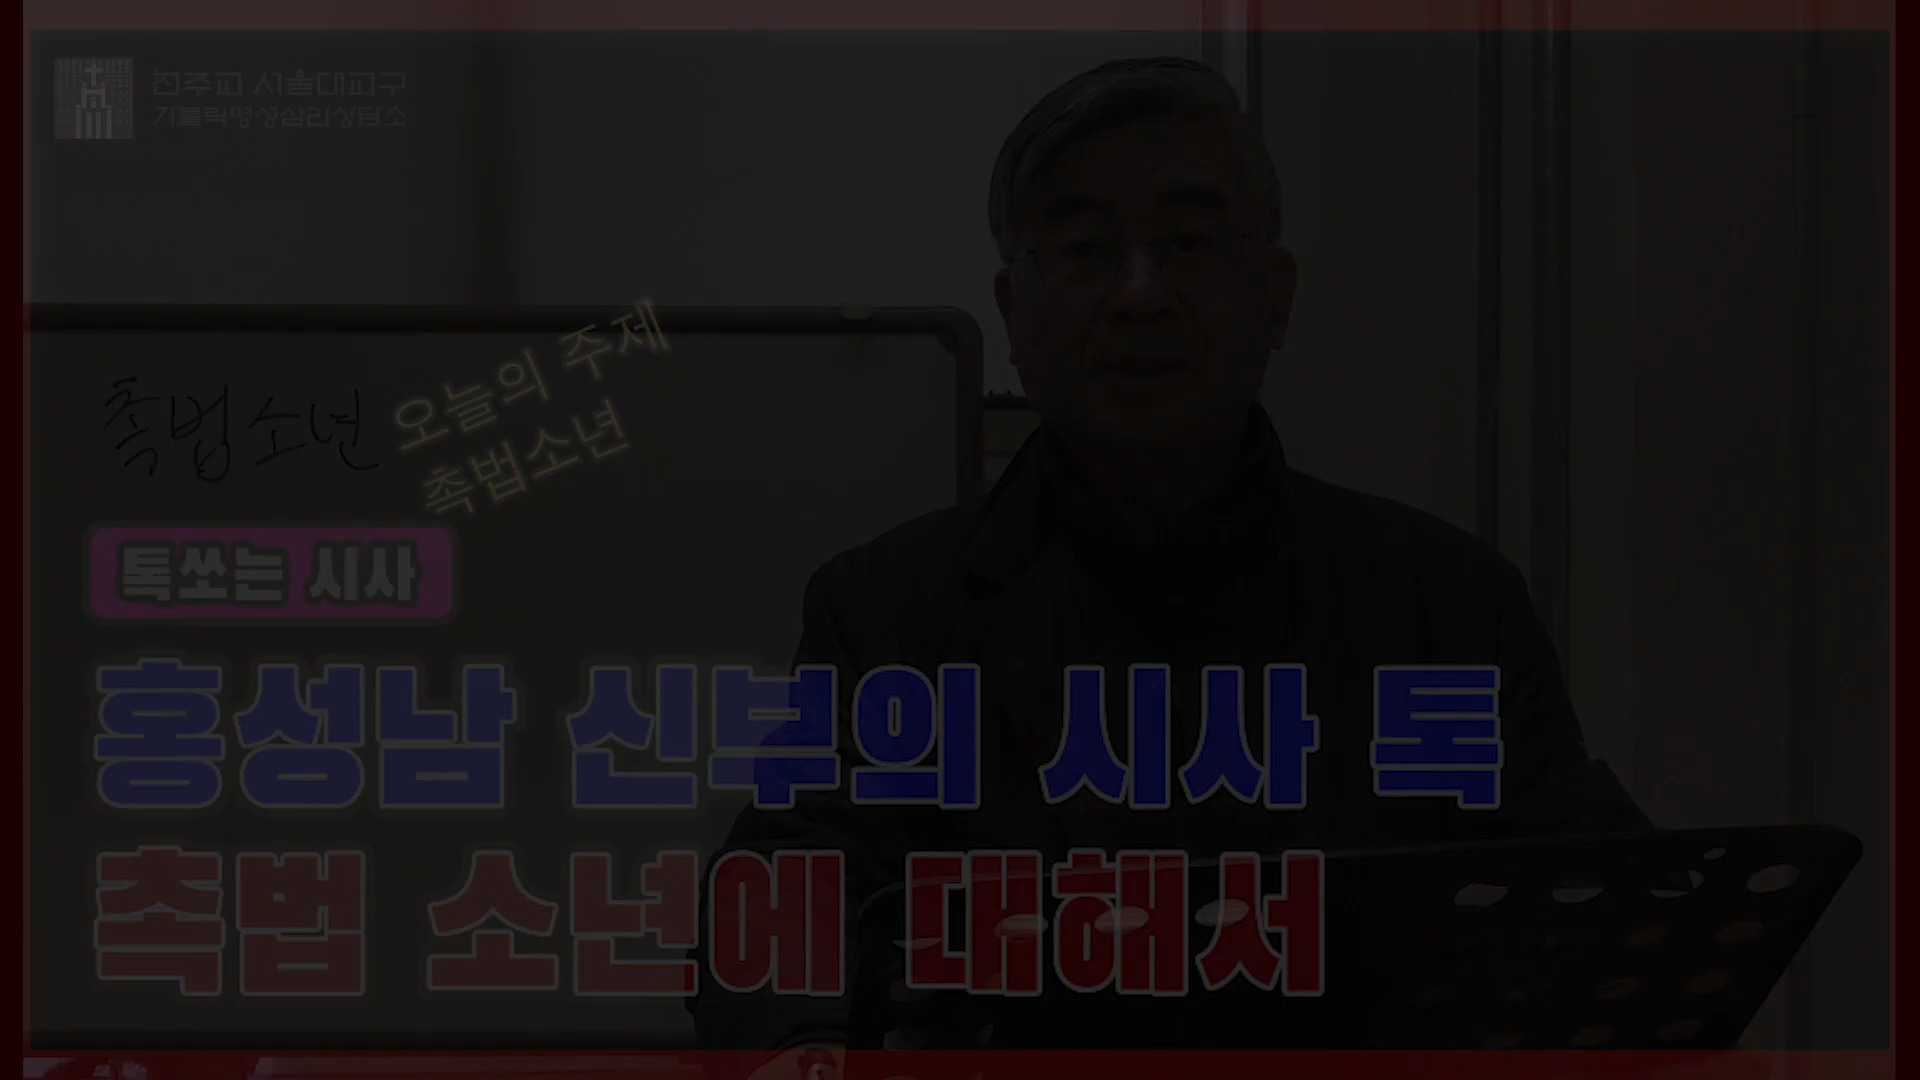 천주교 서울대교구
가톨릭영성심리상담소
오늘의 주제
촉법소년
촉법소년
톡쏘는 시사
홍성남 신부의 시사 톡
촉법 소년에 대해서